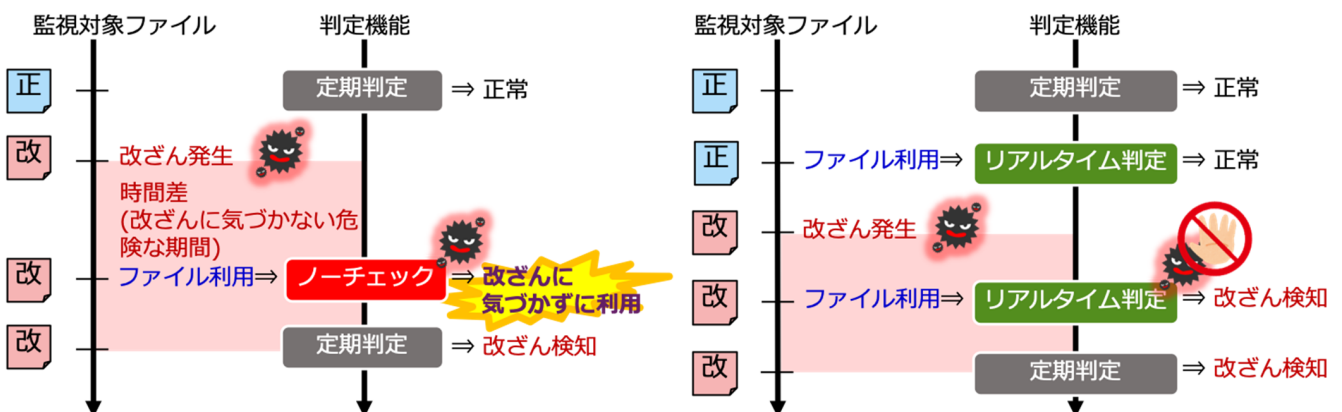 監視対象ファイル
判定機能
正
定期判定
⇒ 正常
改
改ざん発生
時間差
(改ざんに気づかない危
険な期間)
改
ファイル利用⇒
ノーチェック
⇒ 改ざんに
気づかずに利用
改
定期判定
⇒ 改ざん検知
監視対象ファイル
判定機能
正
定期判定
⇒ 正常
正
ファイル利用⇒
リアルタイム判定
⇒ 正常
改
改ざん発生
改
ファイル利用⇒
リアルタイム判定
⇒ 改ざん検知
改
定期判定
⇒ 改ざん検知